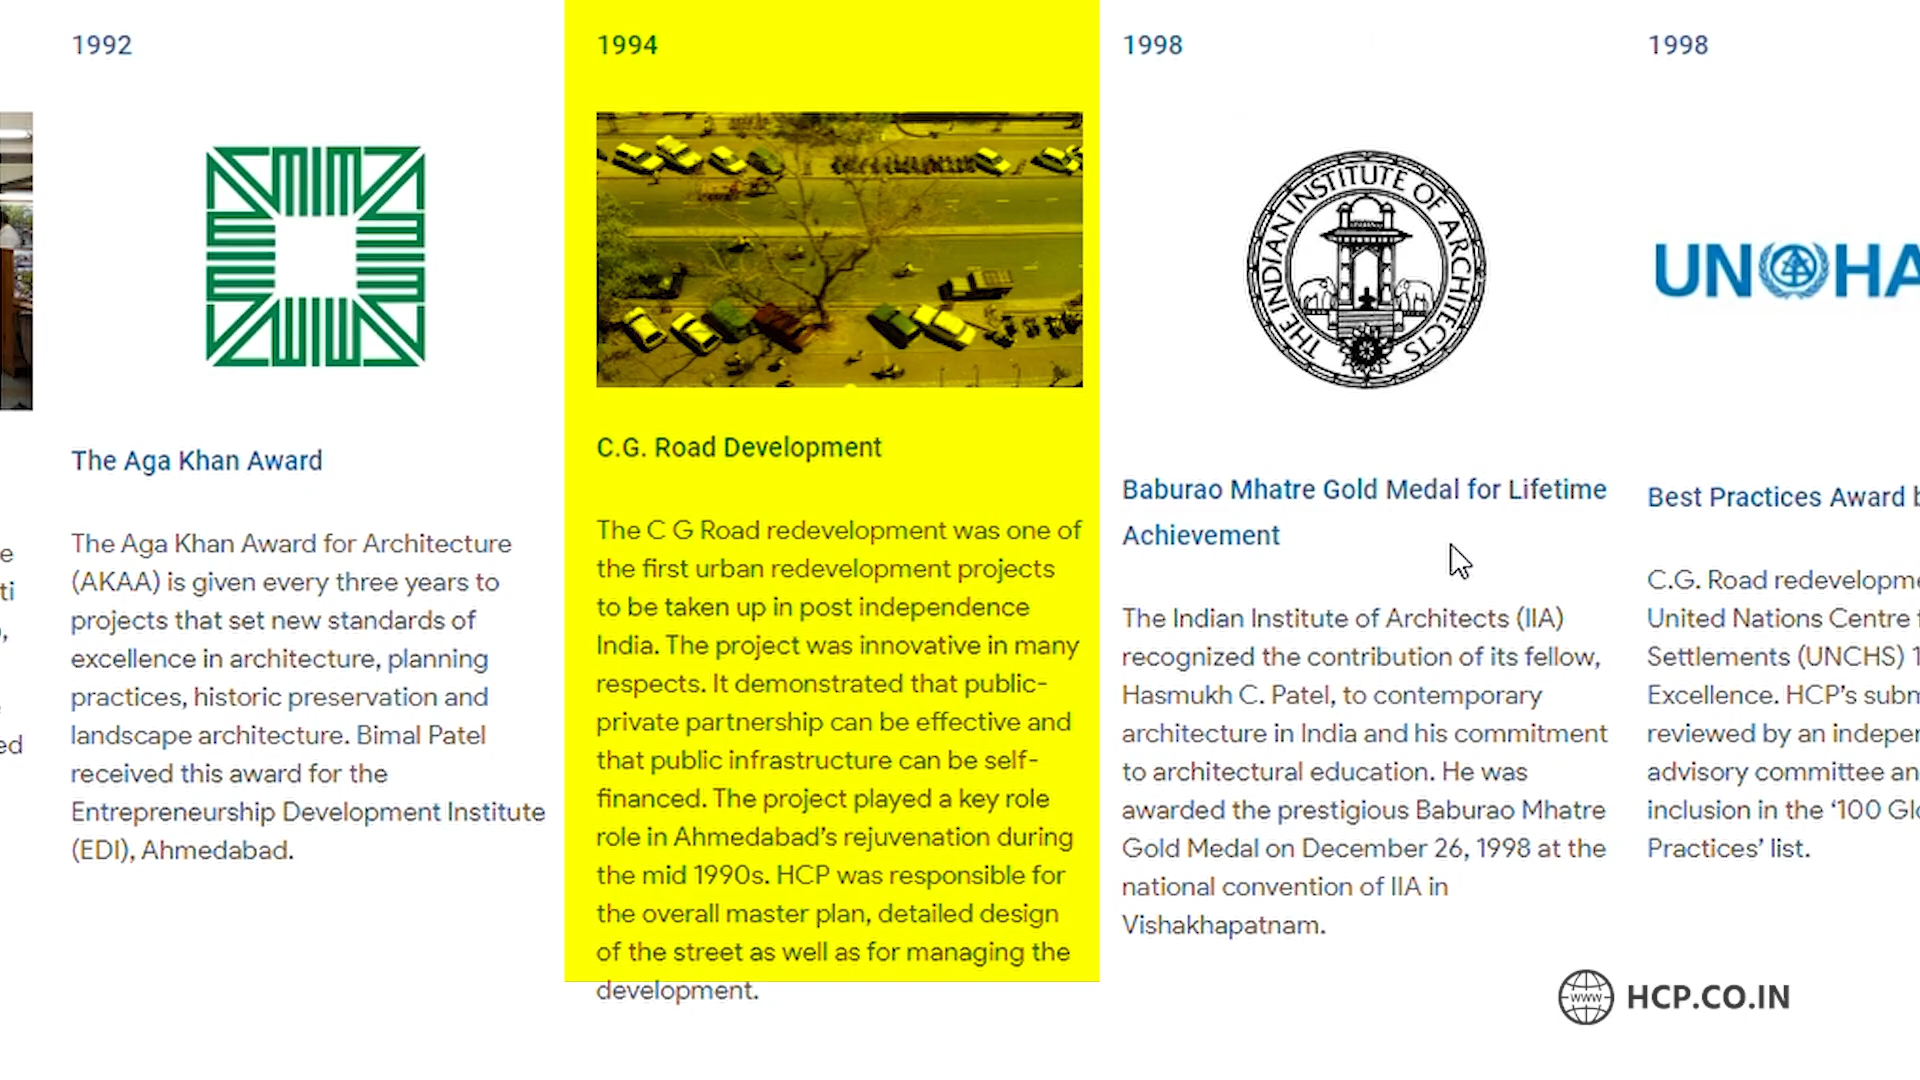 1992
The Aga Khan Award
The Aga Khan Award for Architecture
(AKAA) is given every three years to
projects that set new standards of
excellence in architecture, planning
practices, historic preservation and
landscape architecture. Bimal Patel
received this award for the
Entrepreneurship Development Institute
(EDI), Ahmedabad.
1994
C.G. Road Development
The C G Road redevelopment was one of
the first urban redevelopment projects
to be taken up in post independence
India. The project was innovative in many
respects. It demonstrated that public-
private partnership can be effective and
that public infrastructure can be self-
financed. The project played a key role
role in Ahmedabad's rejuvenation during
the mid 1990s. HCP was responsible for
the overall master plan, detailed design
of the street as well as for managing the
development.
1998
THE INDIAN INSTITUTE OF ARCHITECTS
Baburao Mhatre Gold Medal for Lifetime
Achievement
The Indian Institute of Architects (IIA)
recognized the contribution of its fellow,
Hasmukh C. Patel, to contemporary
architecture in India and his commitment
to architectural education. He was
awarded the prestigious Baburao Mhatre
Gold Medal on December 26, 1998 at the
national convention of IIA in
Vishakhapatnam.
1998
UN HA
Best Practices Award
C.G. Road
United Nations Centre
Settlements (UNCHS)
Excellence. HCP's
reviewed by an
advisory committee
inclusion in the '100
Practices' list.
www HCP.CO.IN